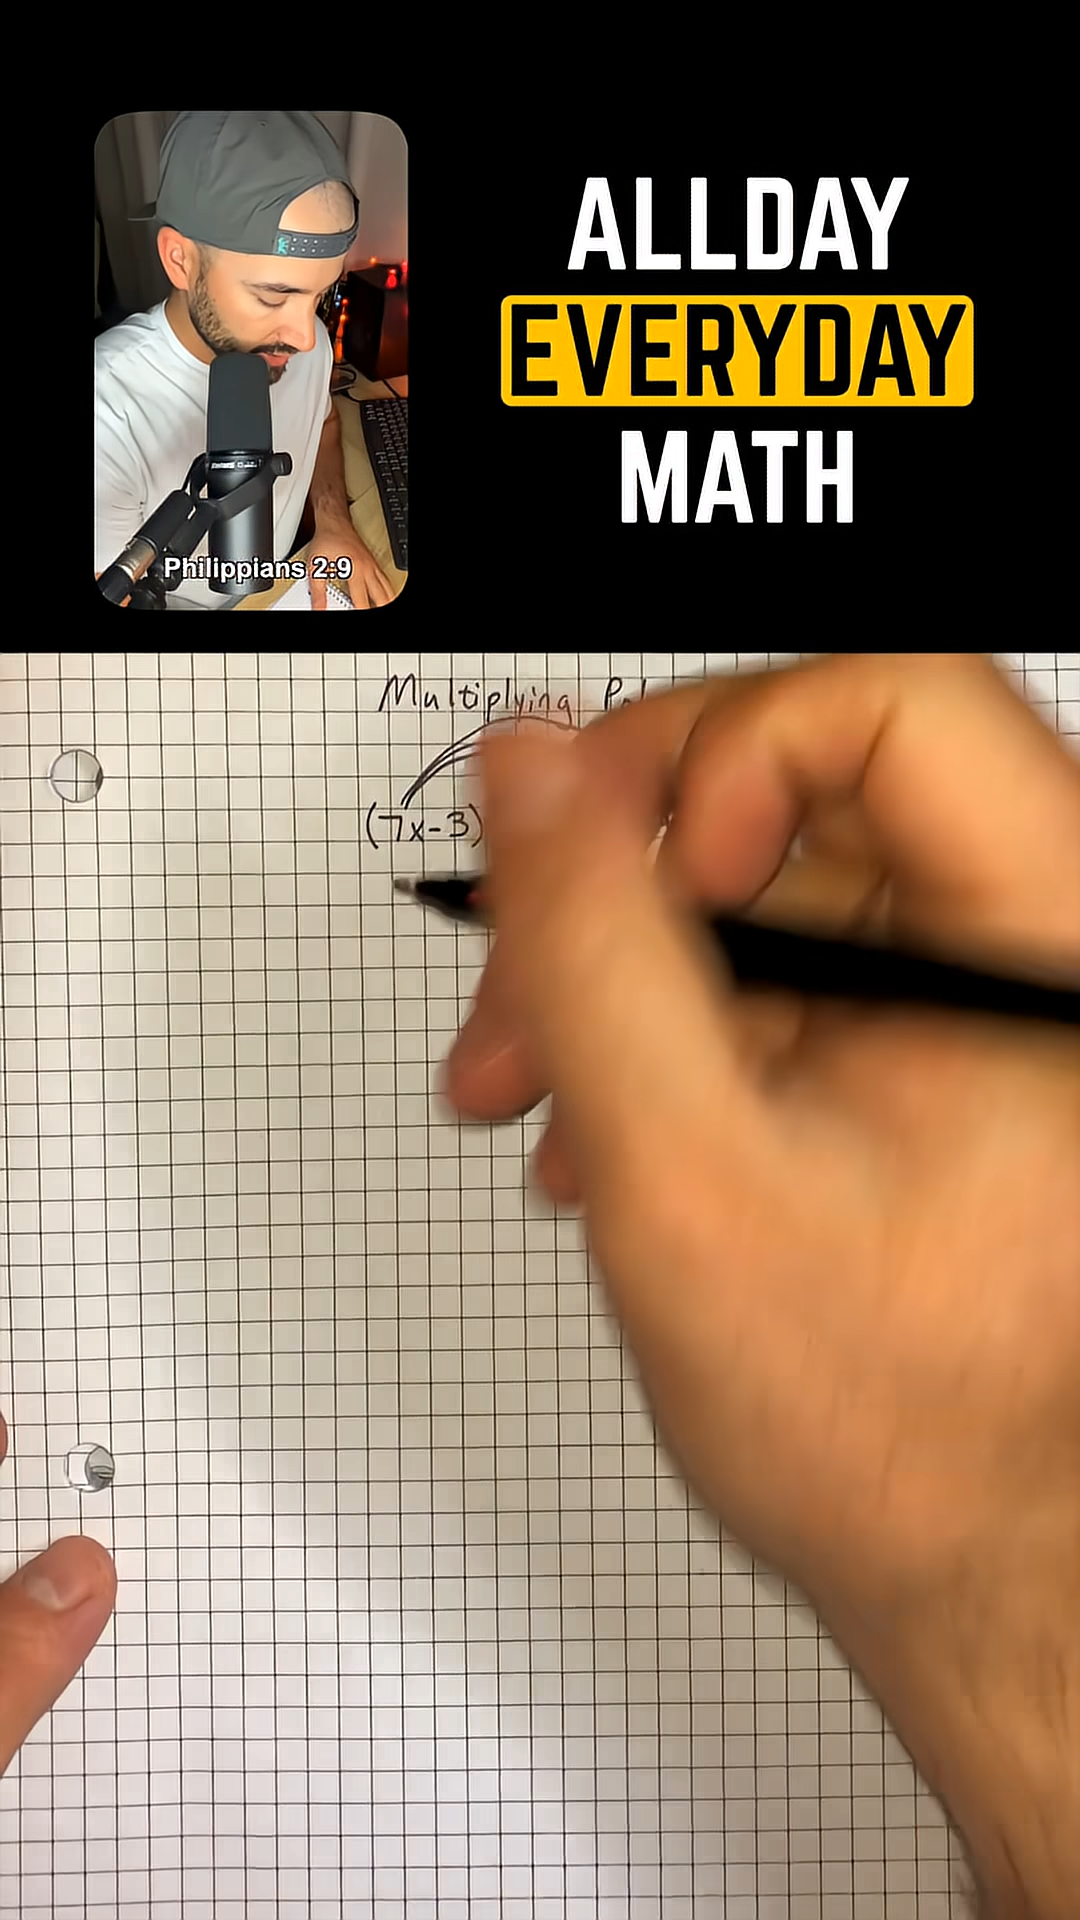 ALLDAY
EVERYDAY
MATH
Philippians 2:9
Multiplying
(7x-3)